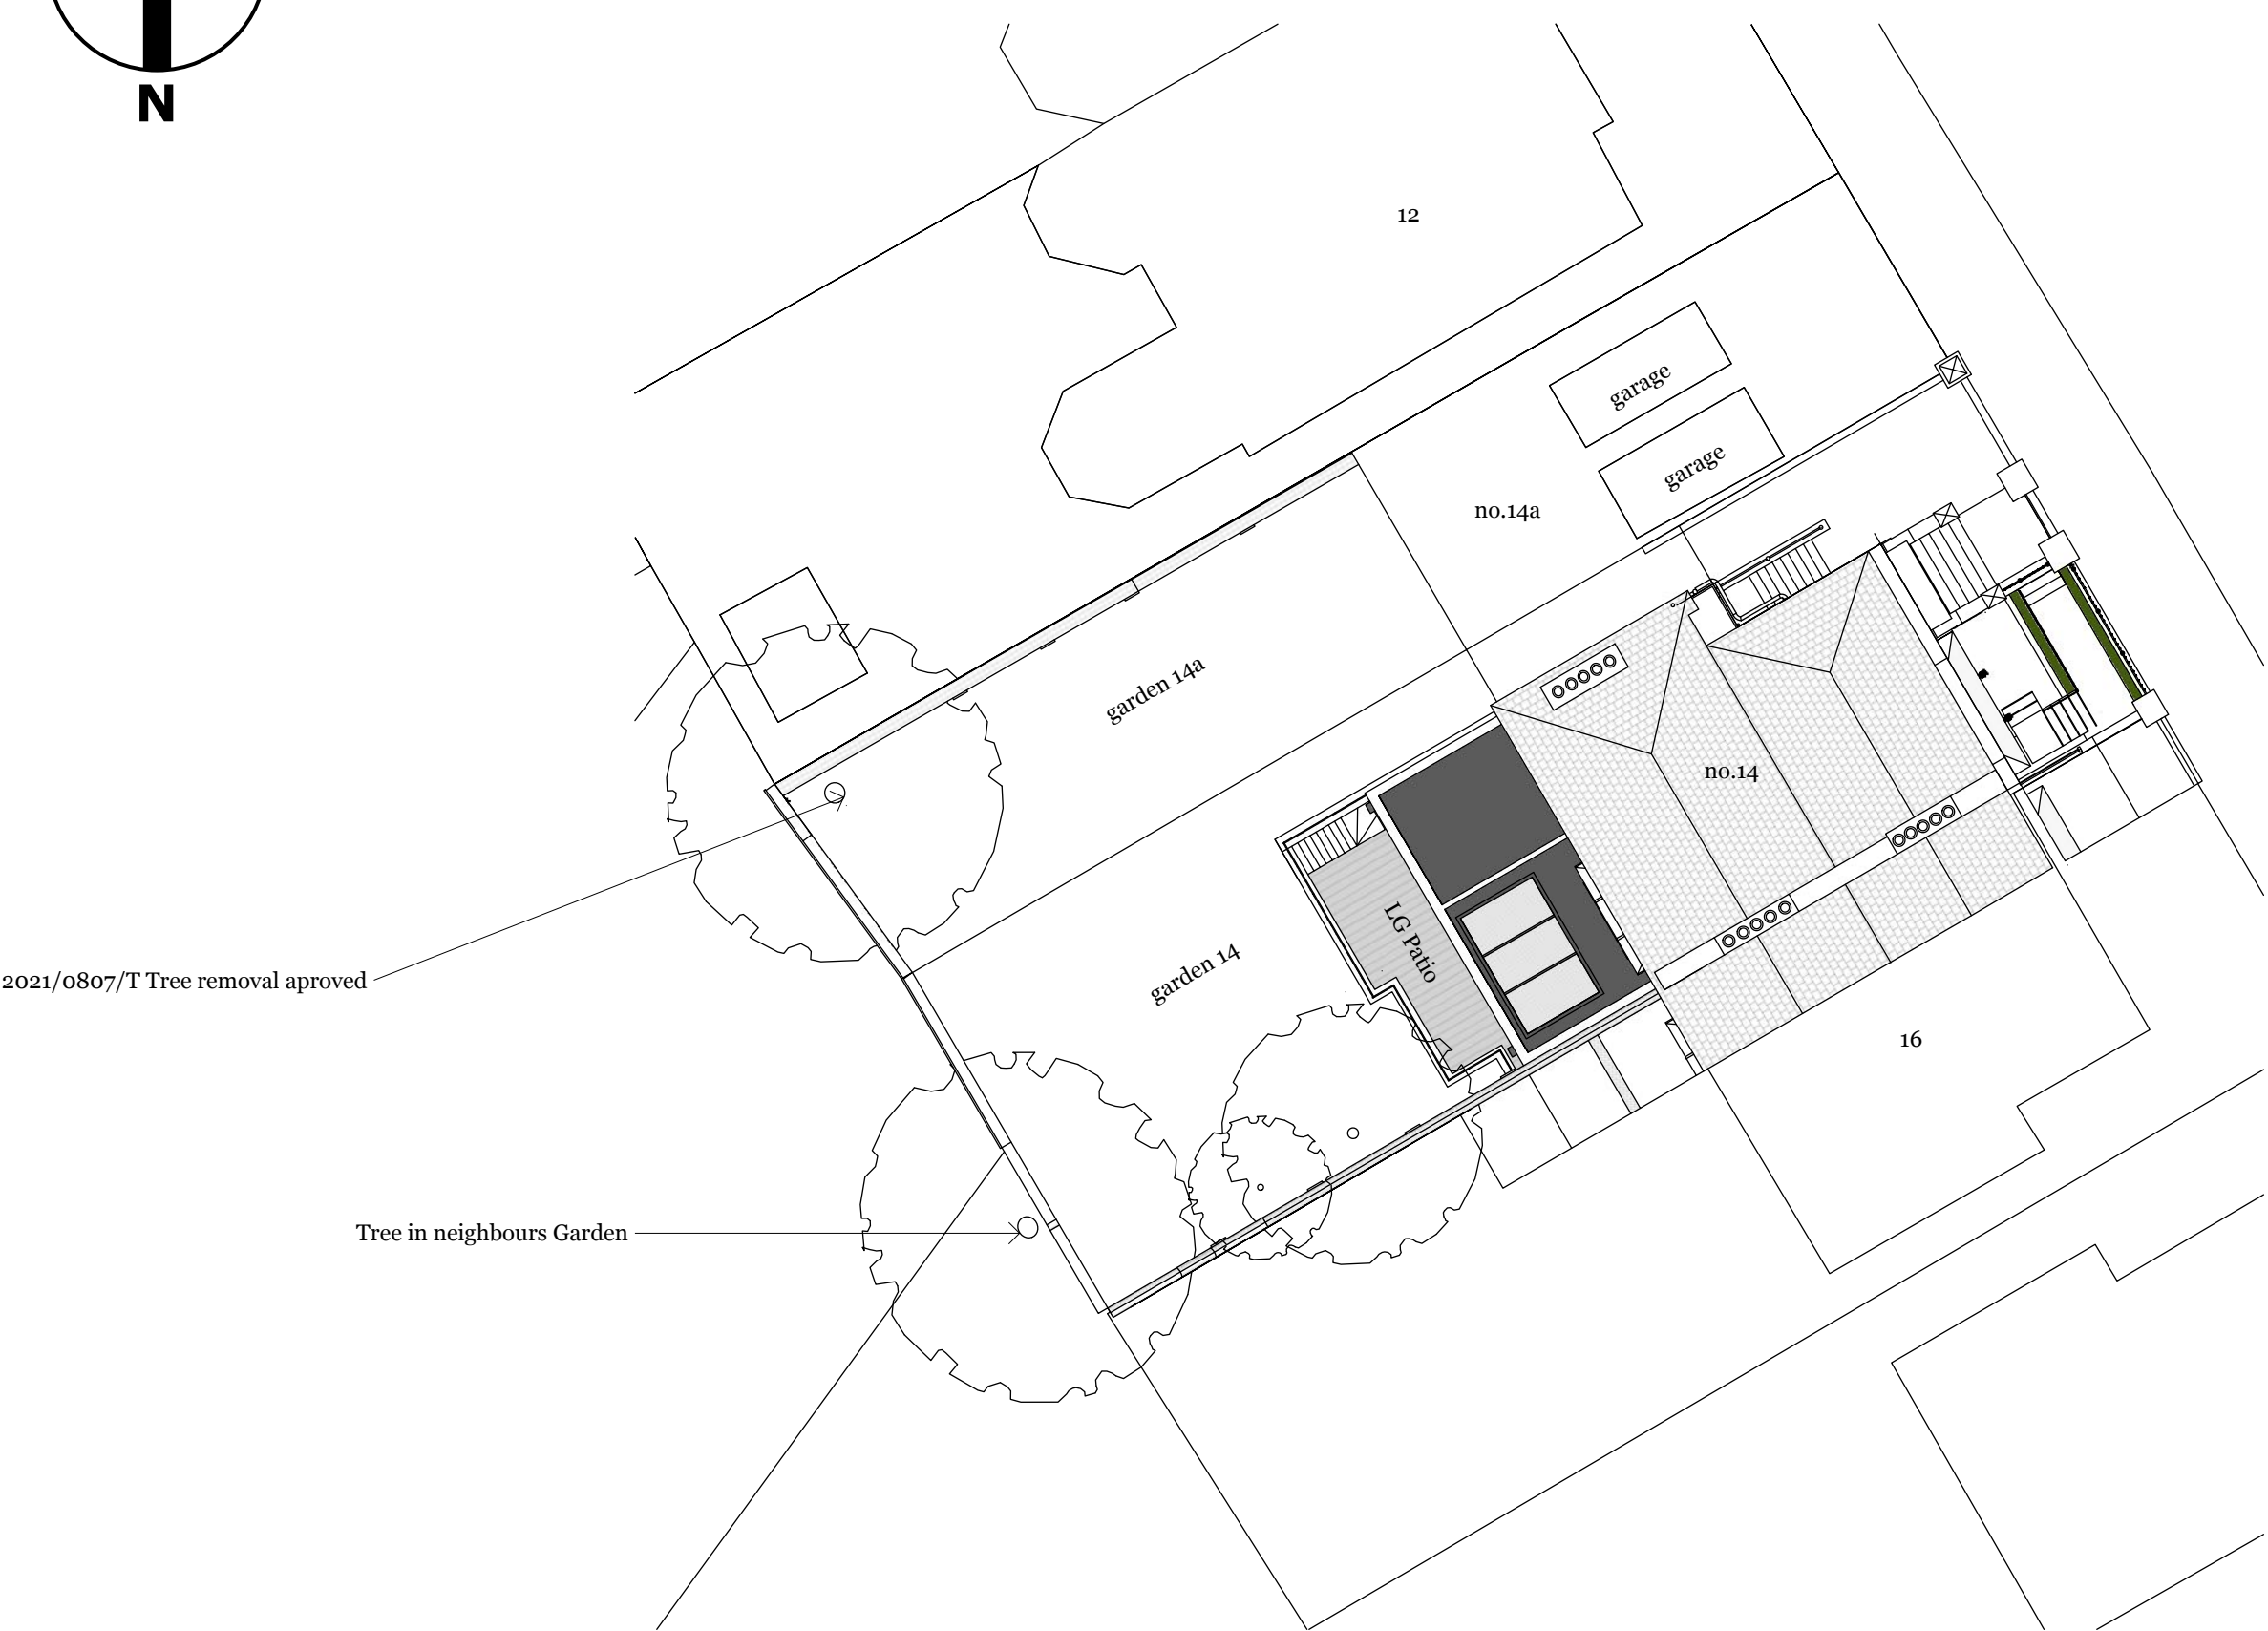 N
12
garage
garage
no.14a
garden 14a
no.14
LG Patio
garden 14
2021/0807/T Tree removal aproved
16
Tree in neighbours Garden